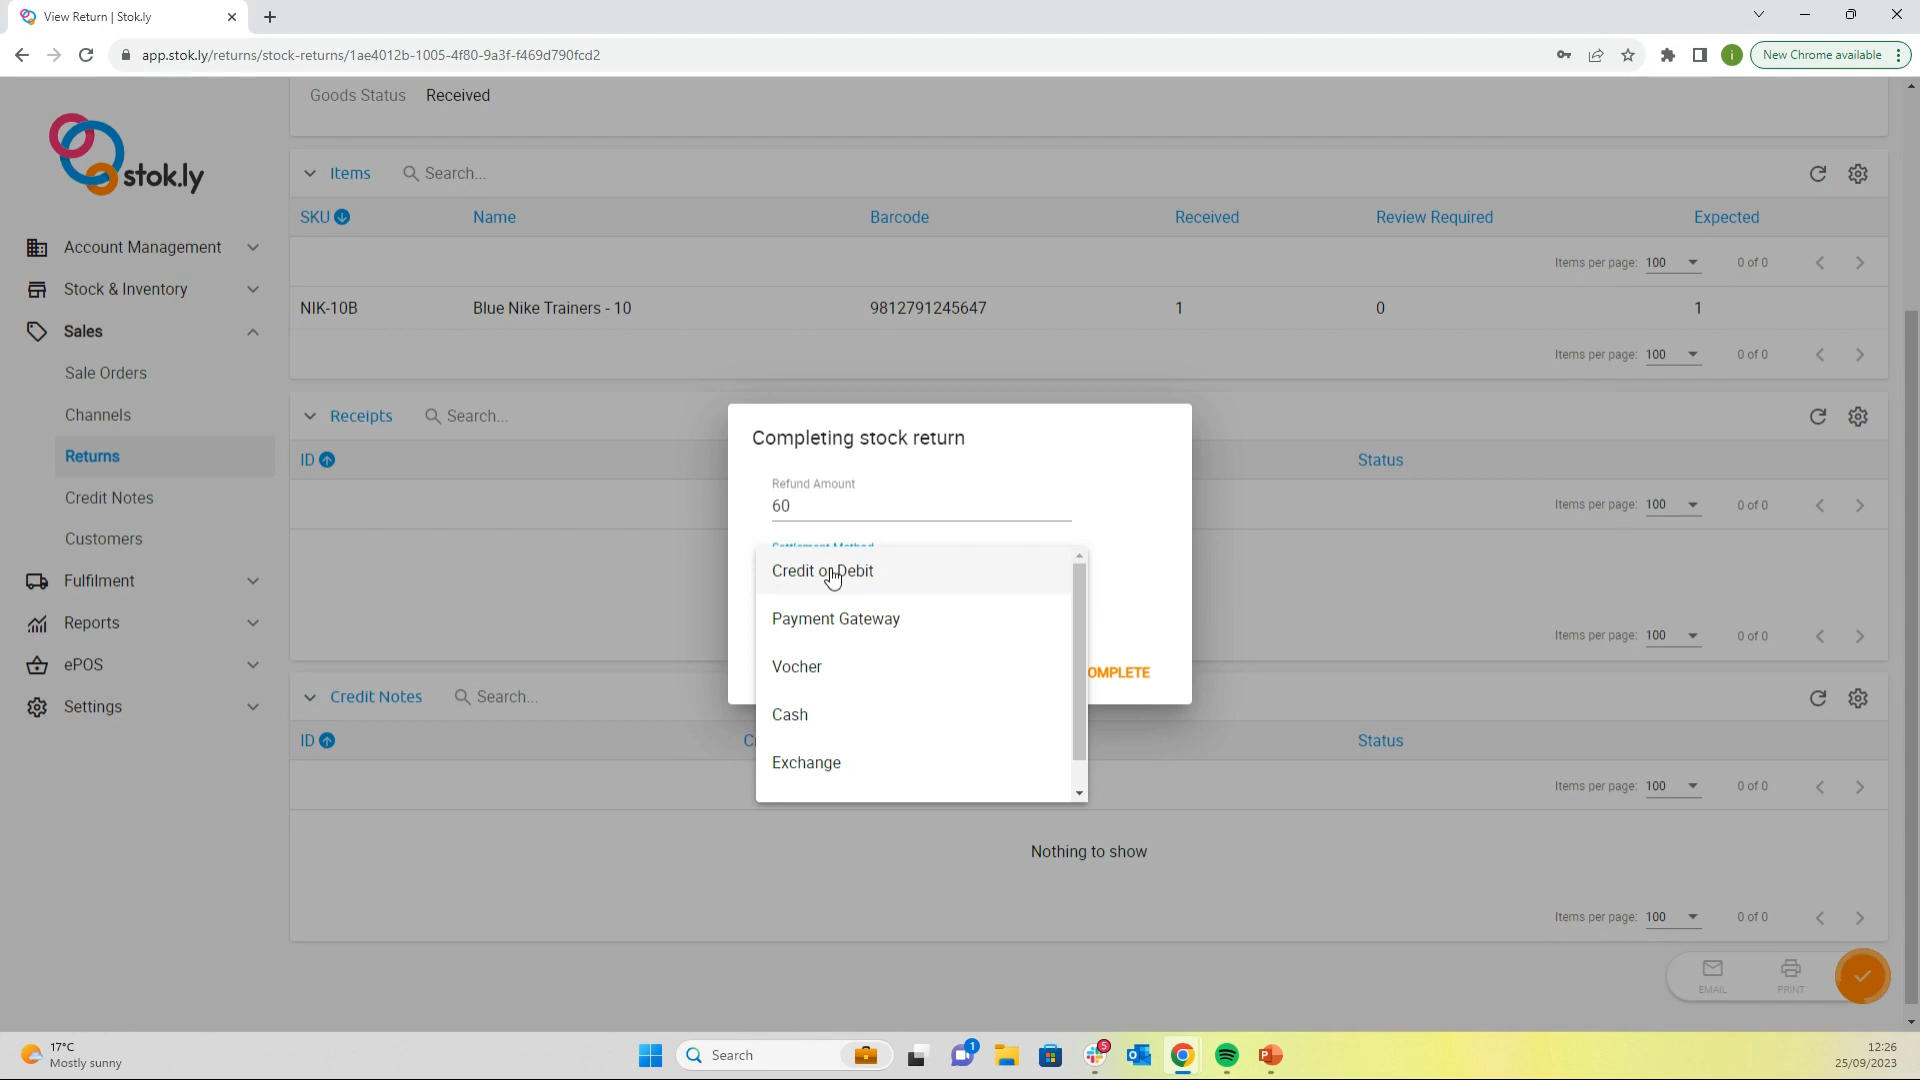 View Return | Stok.ly
app.stok.ly/returns/stock-returns/1ae4012b-1005-4f80-9a3f-f469d790fcd2
i
New Chrome available
stok.ly
Account Management
Stock & Inventory
Sales
Sale Orders
Channels
Returns
Credit Notes
Customers
Fulfilment
Reports
ePOS
Settings
Goods Status Received
Items Search...
SKU Name Barcode Received Review Required Expected
Items per page: 100 0 of 0
NIK-10B Blue Nike Trainers - 10 9812791245647 1 0 1
Items per page: 100 0 of 0
Receipts Search...
ID Status
Items per page: 100 0 of 0
Items per page: 100 0 of 0
Completing stock return
Refund Amount
60
Settlement Method
Credit or Debit
Payment Gateway
Vocher
Cash
Exchange
OMPLETE
Credit Notes Search...
ID C Status
Items per page: 100 0 of 0
Nothing to show
Items per page: 100 0 of 0
EMAIL PRINT
17°C
Mostly sunny
Search
1
5
12:26
25/09/2023